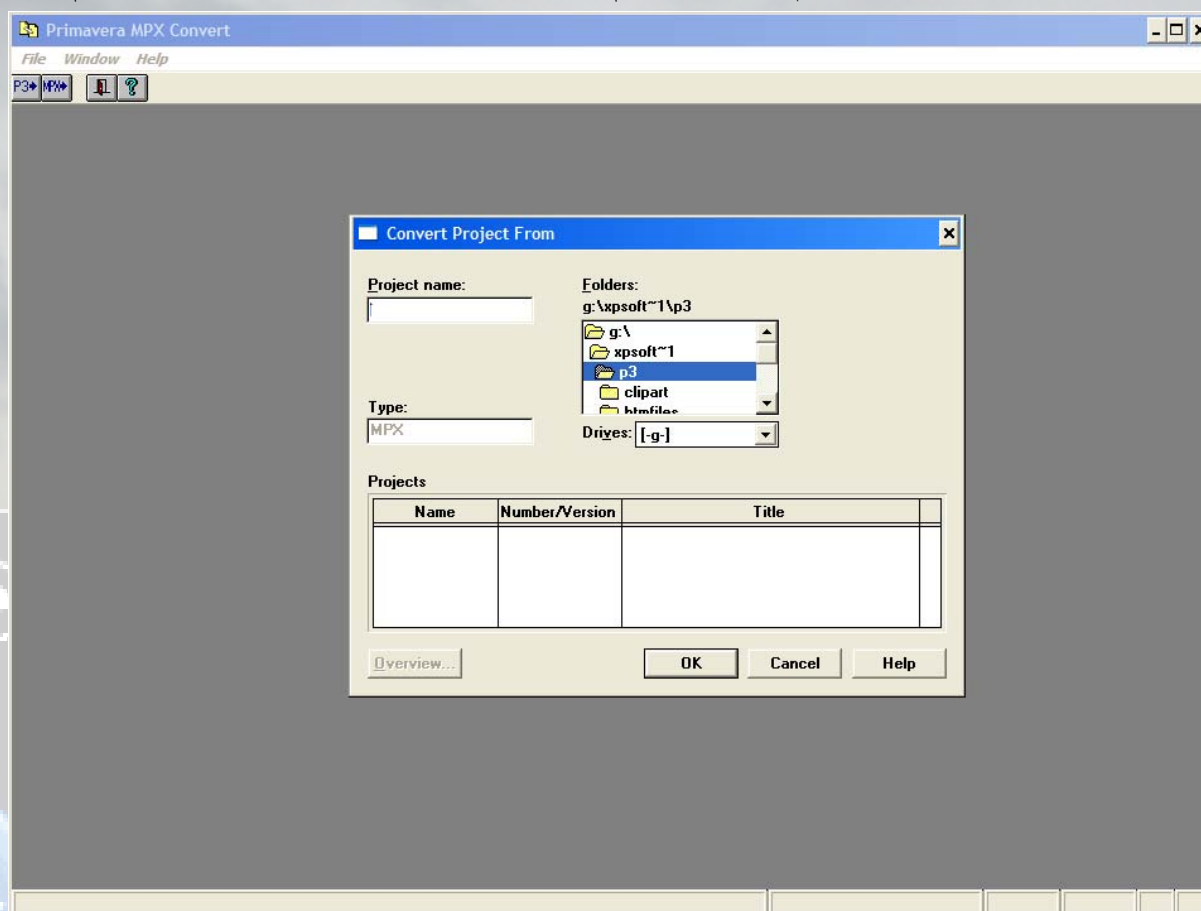 Primavera MPX Convert
File Window Help
P3 MPX
Convert Project From
Project name:
Folders:
g:\xpsoft~1\p3
g:\
xpsoft~1
p3
clipart
htmfiles
Type:
MPX
Drives: [-g-]
Projects
Name Number/Version Title
Overview... OK Cancel Help